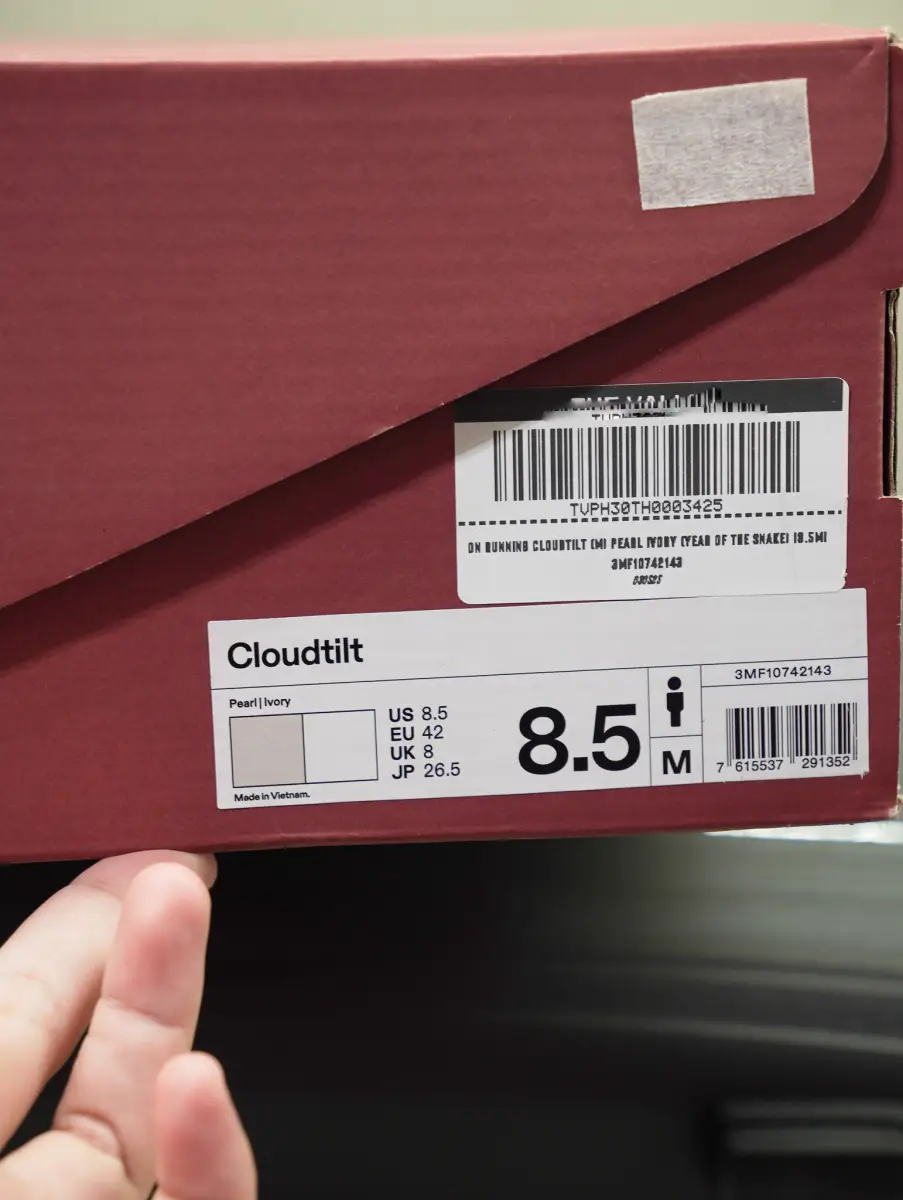 TVPH30TH0003425
ON RUNNING CLOUDTILT (M) PEARL IVORY (YEAR OF THE SNAKE) (8.5M)
3MF10742143
Cloudtilt
Pearl | Ivory
US 8.5
EU 42
UK 8
JP 26.5
Made in Vietnam.
8.5
M
3MF10742143
7 615537 291352